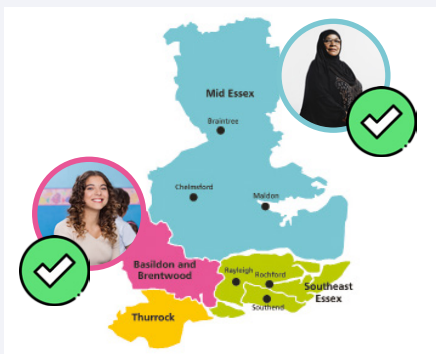 Mid Essex
Braintree
Chelmsford
Maldon
Basildon and
Brentwood
Rayleigh
Rochford
Southeast
Essex
Southend
Thurrock